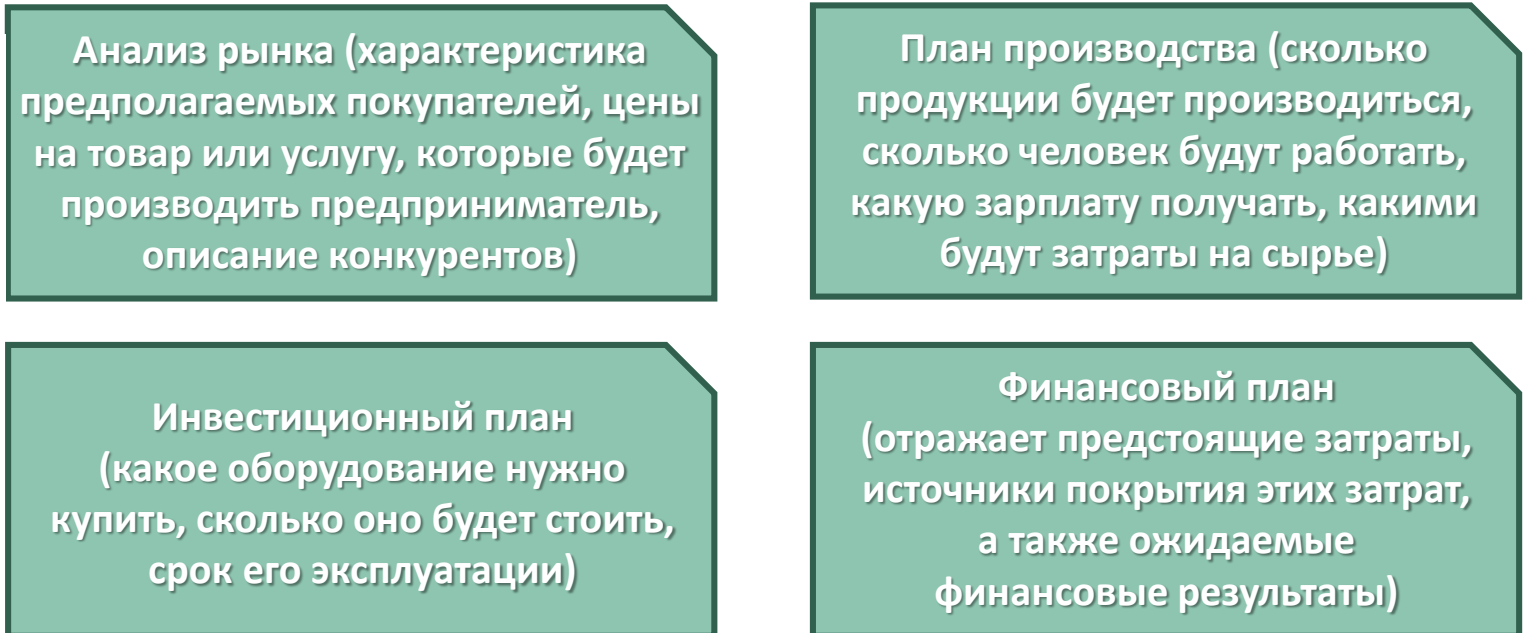 Анализ рынка (характеристика
предполагаемых покупателей, цены
на товар или услугу, которые будет
производить предприниматель,
описание конкурентов)
План производства (сколько
продукции будет производиться,
сколько человек будут работать,
какую зарплату получать, какими
будут затраты на сырье)
Инвестиционный план
(какое оборудование нужно
купить, сколько оно будет стоить,
срок его эксплуатации)
Финансовый план
(отражает предстоящие затраты,
источники покрытия этих затрат,
а также ожидаемые
финансовые результаты)